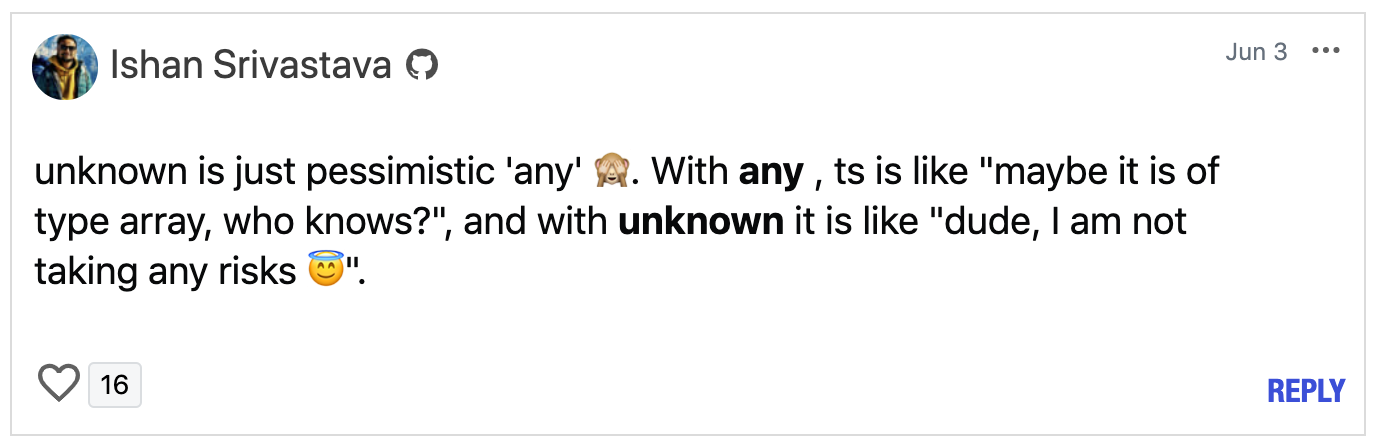 Ishan Srivastava
Jun 3
unknown is just pessimistic 'any' 🙈. With any , ts is like "maybe it is of
type array, who knows?", and with unknown it is like "dude, I am not
taking any risks 😇".
16
REPLY